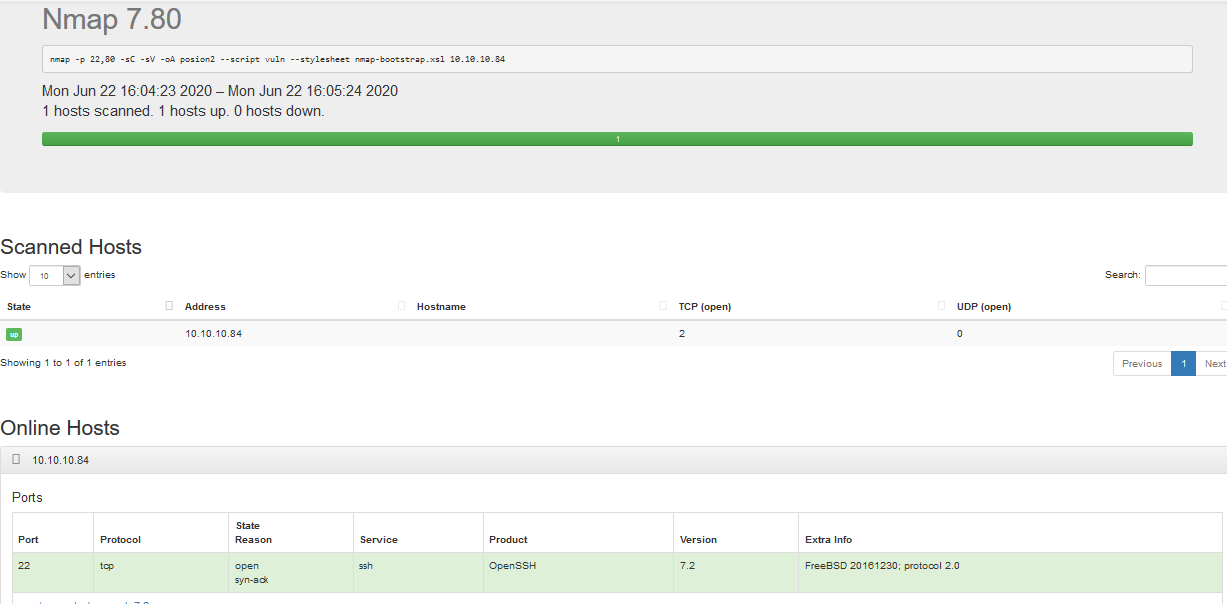 Nmap 7.80
nmap -p 22,80 -sC -sV -oA posion2 --script vuln --stylesheet nmap-bootstrap.xsl 10.10.10.84
Mon Jun 22 16:04:23 2020 – Mon Jun 22 16:05:24 2020
1 hosts scanned. 1 hosts up. 0 hosts down.
1
Scanned Hosts
Show 10 entries Search:
State Address Hostname TCP (open) UDP (open)
up 10.10.10.84 2 0
Showing 1 to 1 of 1 entries
Previous 1 Next
Online Hosts
10.10.10.84
Ports
Port Protocol State Reason Service Product Version Extra Info
22 tcp open syn-ack ssh OpenSSH 7.2 FreeBSD 20161230; protocol 2.0